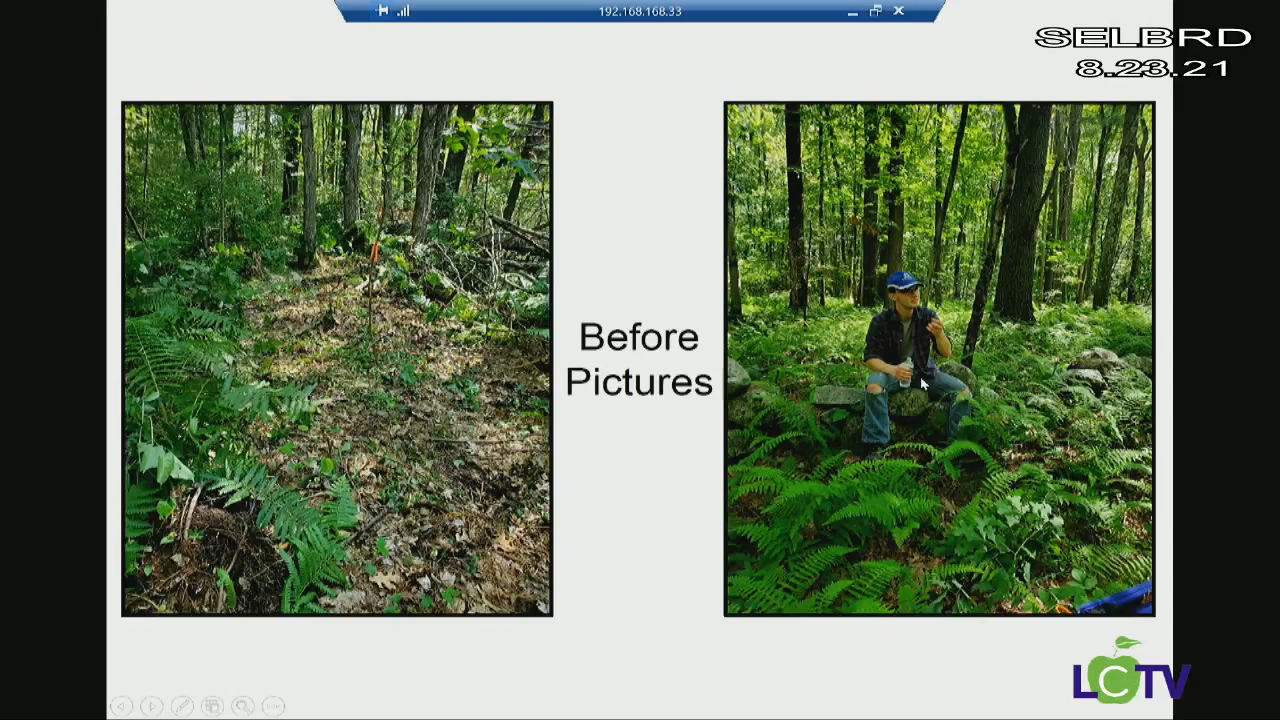 192.168.168.33
SELBRD
8.23.21
Before
Pictures
LCTV